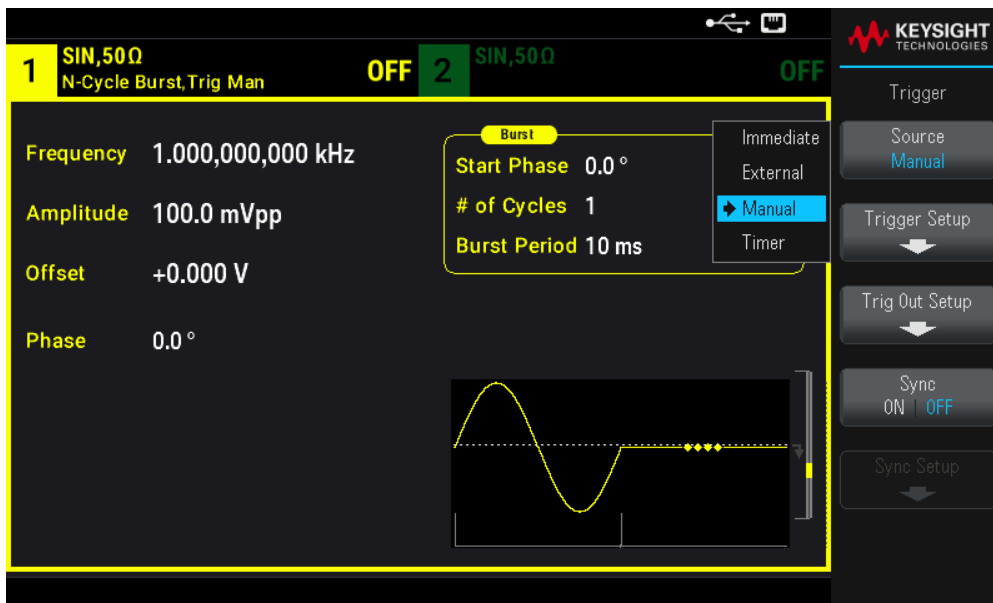 KEYSIGHT
TECHNOLOGIES
1
SIN,50Ω
N-Cycle Burst,Trig Man
OFF
2
SIN,50Ω
OFF
Trigger
Frequency 1.000,000,000 kHz
Amplitude 100.0 mVpp
Offset +0.000 V
Phase 0.0 °
Burst
Start Phase 0.0 °
# of Cycles 1
Burst Period 10 ms
Immediate
External
Manual
Timer
Source
Manual
Trigger Setup
Trig Out Setup
Sync
ON | OFF
Sync Setup